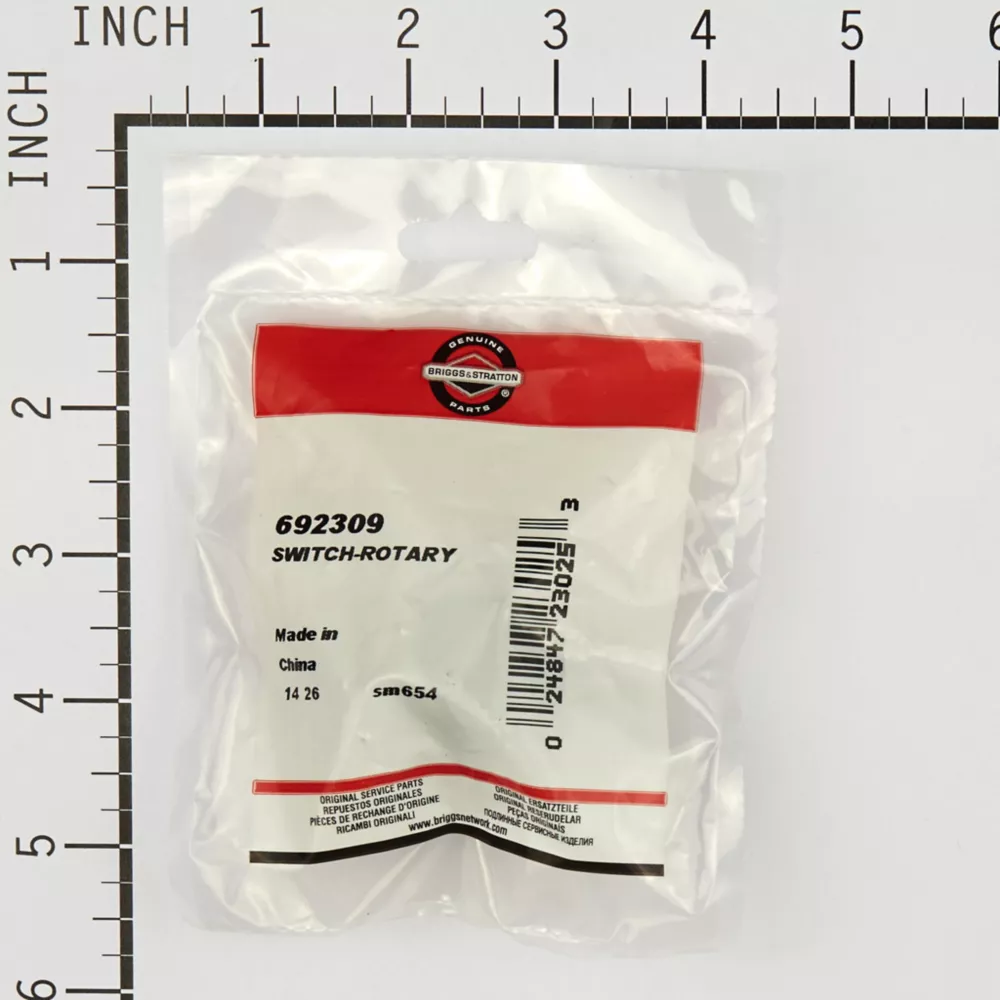 INCH 1 2 3 4 5 6
INCH
1
2
3
4
5
6
GENUINE
BRIGGS & STRATTON
®
PARTS
692309
SWITCH-ROTARY
Made in
China
14 26 sm654
0 24847 23025 3
ORIGINAL SERVICE PARTS
REPUESTOS ORIGINALES
PIÈCES DE RECHANGE D'ORIGINE
RICAMBI ORIGINALI
www.briggsnetwork.com
ORIGINAL ERSATZTEILE
ORIGINAL RESERUDELAR
PEÇAS ORIGINAIS
ПОДЛИННЫЕ СЕРВИСНЫЕ ИЗДЕЛИЯ